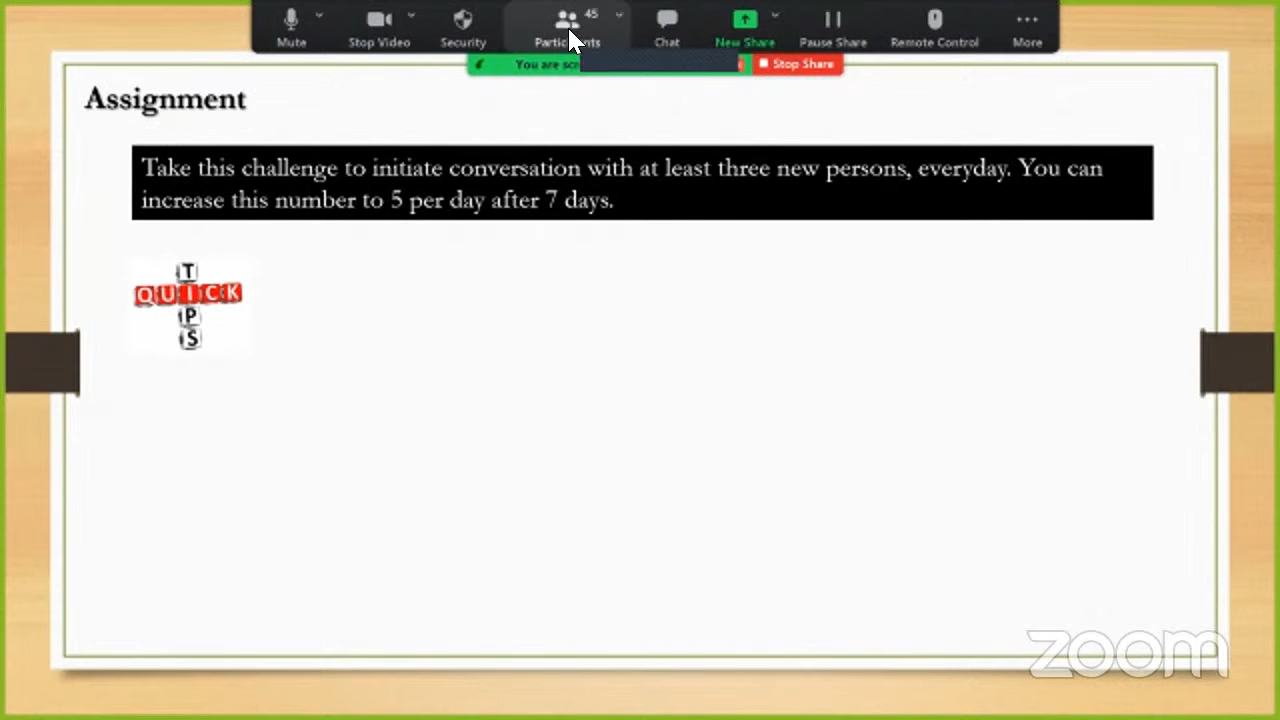 45
Mute
Stop Video
Security
Participants
Chat
New Share
Pause Share
Remote Control
More
You are
Stop Share
Assignment
Take this challenge to initiate conversation with at least three new persons, everyday. You can
increase this number to 5 per day after 7 days.
QUICK
TIPS
zoom